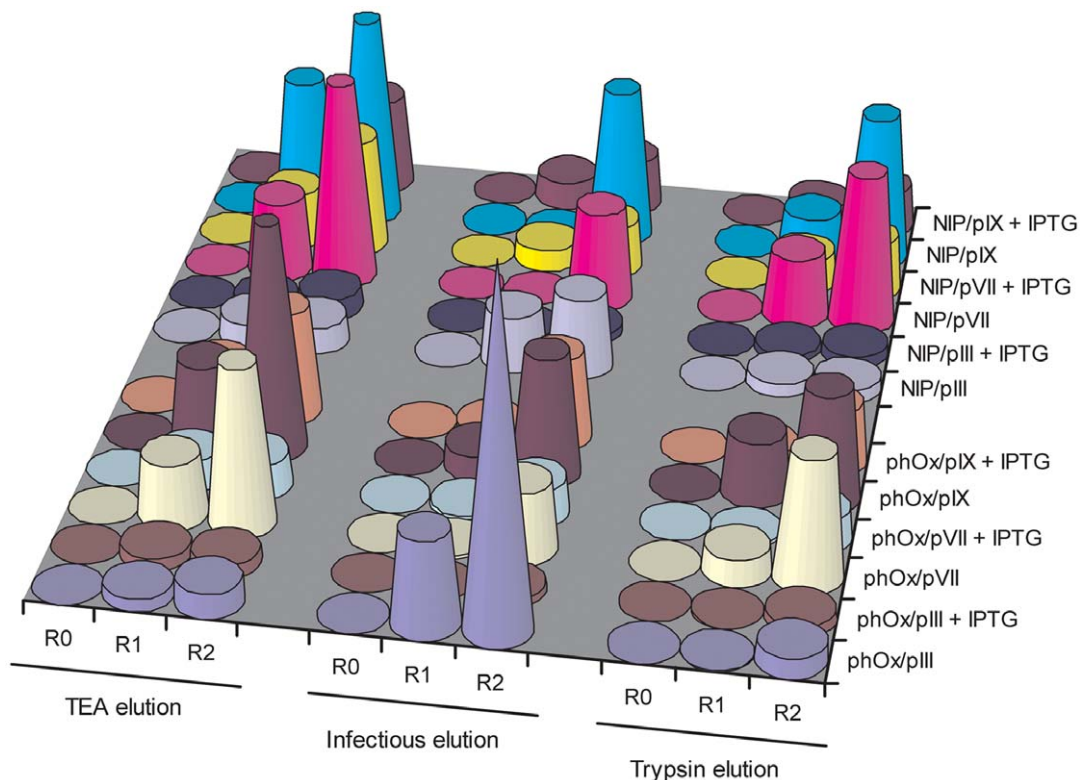 NIP/pIX + IPTG
NIP/pIX
NIP/pVII + IPTG
NIP/pVII
NIP/pIII + IPTG
NIP/pIII
phOx/pIX + IPTG
phOx/pIX
phOx/pVII + IPTG
phOx/pVII
phOx/pIII + IPTG
phOx/pIII
R0 R1 R2
R0 R1 R2
R0 R1 R2
TEA elution
Infectious elution
Trypsin elution